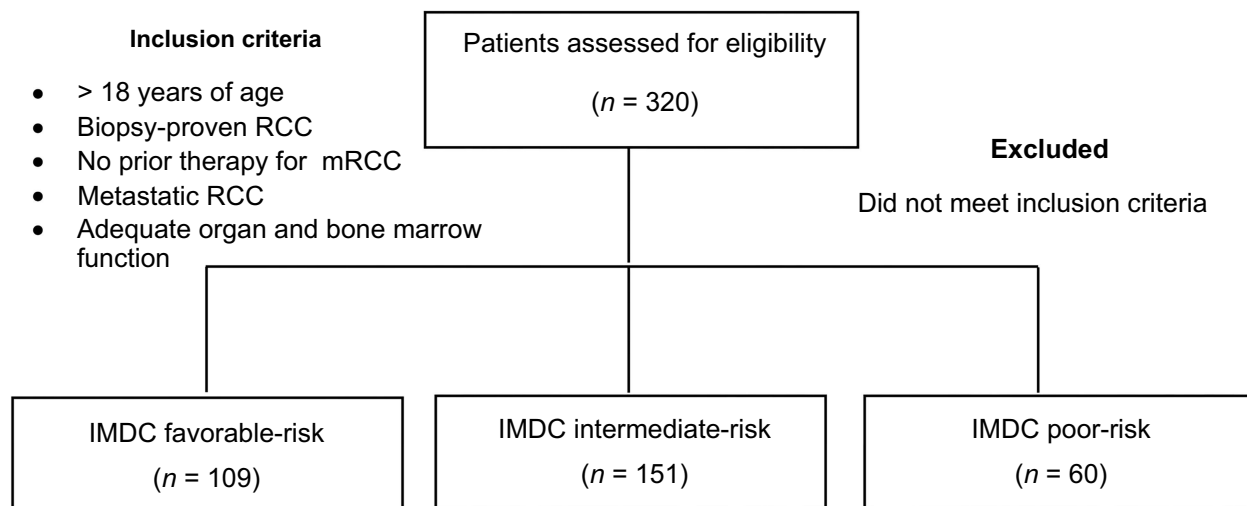 Inclusion criteria
• > 18 years of age
• Biopsy-proven RCC
• No prior therapy for mRCC
• Metastatic RCC
• Adequate organ and bone marrow
function
Patients assessed for eligibility
(n = 320)
Excluded
Did not meet inclusion criteria
IMDC favorable-risk
(n = 109)
IMDC intermediate-risk
(n = 151)
IMDC poor-risk
(n = 60)